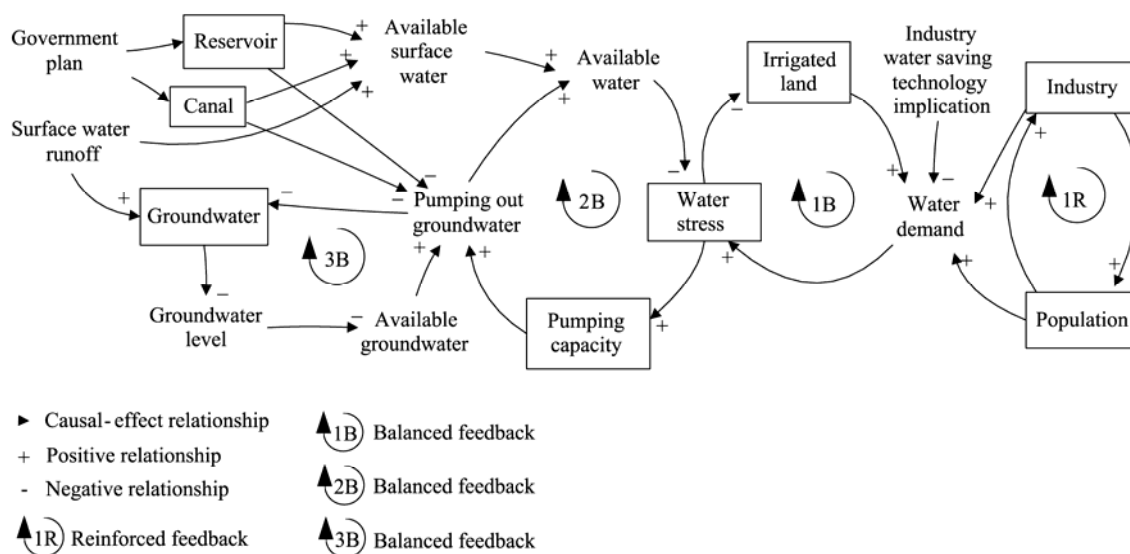 Government
plan
Reservoir
Canal
Surface water
runoff
Available
surface
water
Available
water
Irrigated
land
Industry
water saving
technology
implication
Industry
Groundwater
Pumping out
groundwater
2B
Water
stress
1B
Water
demand
1R
3B
Groundwater
level
Available
groundwater
Pumping
capacity
Population
+
+
+
+
+
-
-
+
-
-
-
-
+
-
+
+
+
-
-
+
+
+
+
+
+
Causal-effect relationship
+ Positive relationship
- Negative relationship
1R Reinforced feedback
1B Balanced feedback
2B Balanced feedback
3B Balanced feedback